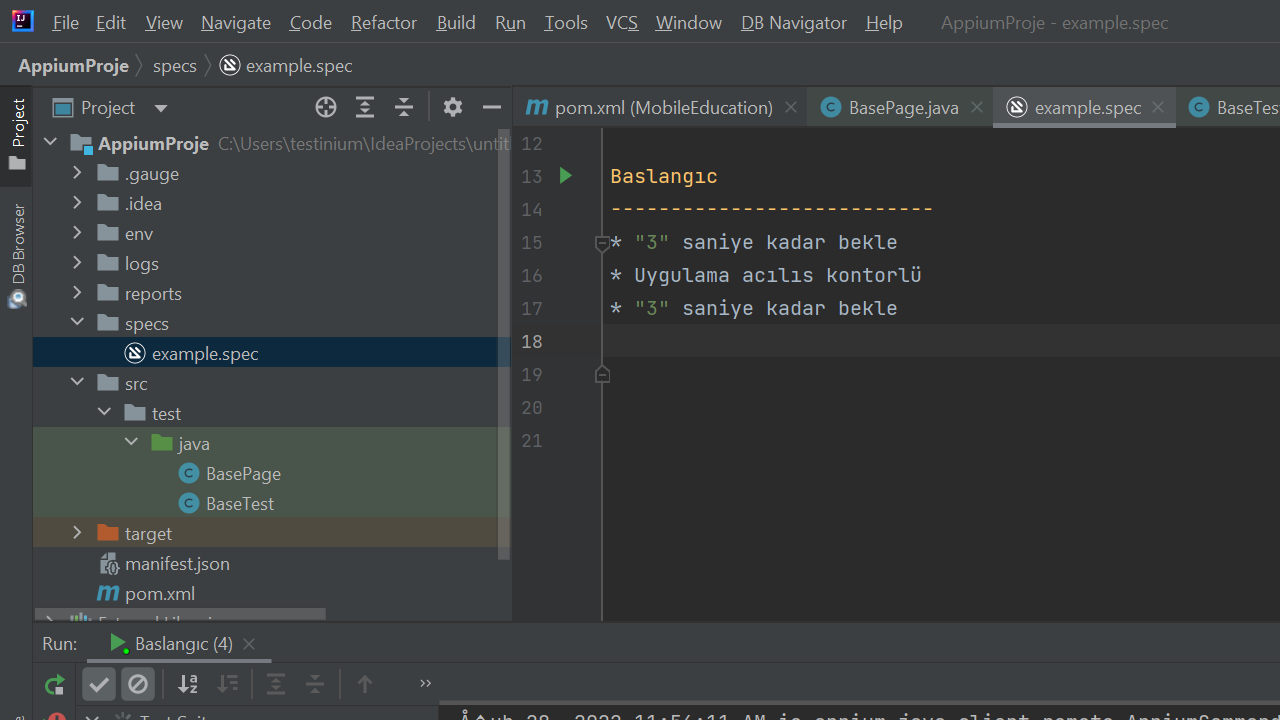 File Edit View Navigate Code Refactor Build Run Tools VCS Window DB Navigator Help AppiumProje - example.spec
AppiumProje specs example.spec
Project
DB Browser
Project
AppiumProje C:\Users\testinium\IdeaProjects\untit
.gauge
.idea
env
logs
reports
specs
example.spec
src
test
java
BasePage
BaseTest
target
manifest.json
pom.xml
pom.xml (MobileEducation) BasePage.java example.spec BaseTes
12
13 Baslangıc
14 ---------------------------
15 * "3" saniye kadar bekle
16 * Uygulama acılıs kontorlü
17 * "3" saniye kadar bekle
18
19
20
21
Run: Baslangıc (4)